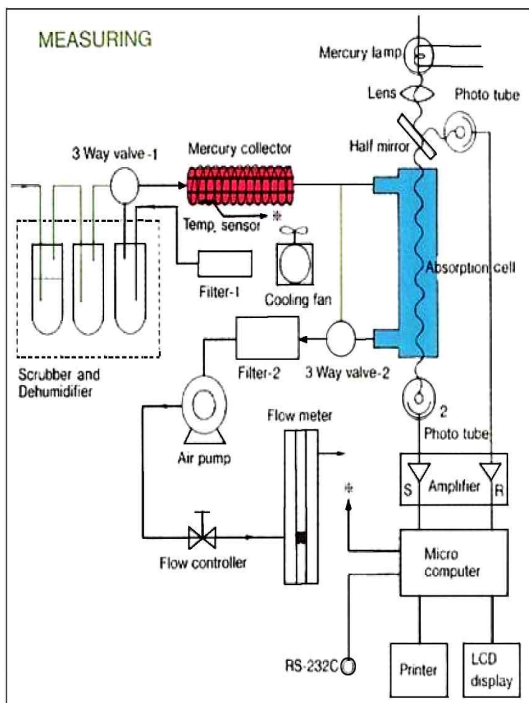 MEASURING
Mercury lamp
Lens
Photo tube
Half mirror
3 Way valve-1
Mercury collector
Temp. sensor
※
Filter-1
Cooling fan
Absorption cell
Scrubber and
Dehumidifier
Filter-2
3 Way valve-2
2
Photo tube
Air pump
Flow meter
S
Amplifier
R
※
Flow controller
Micro
computer
RS-232C
Printer
LCD
display